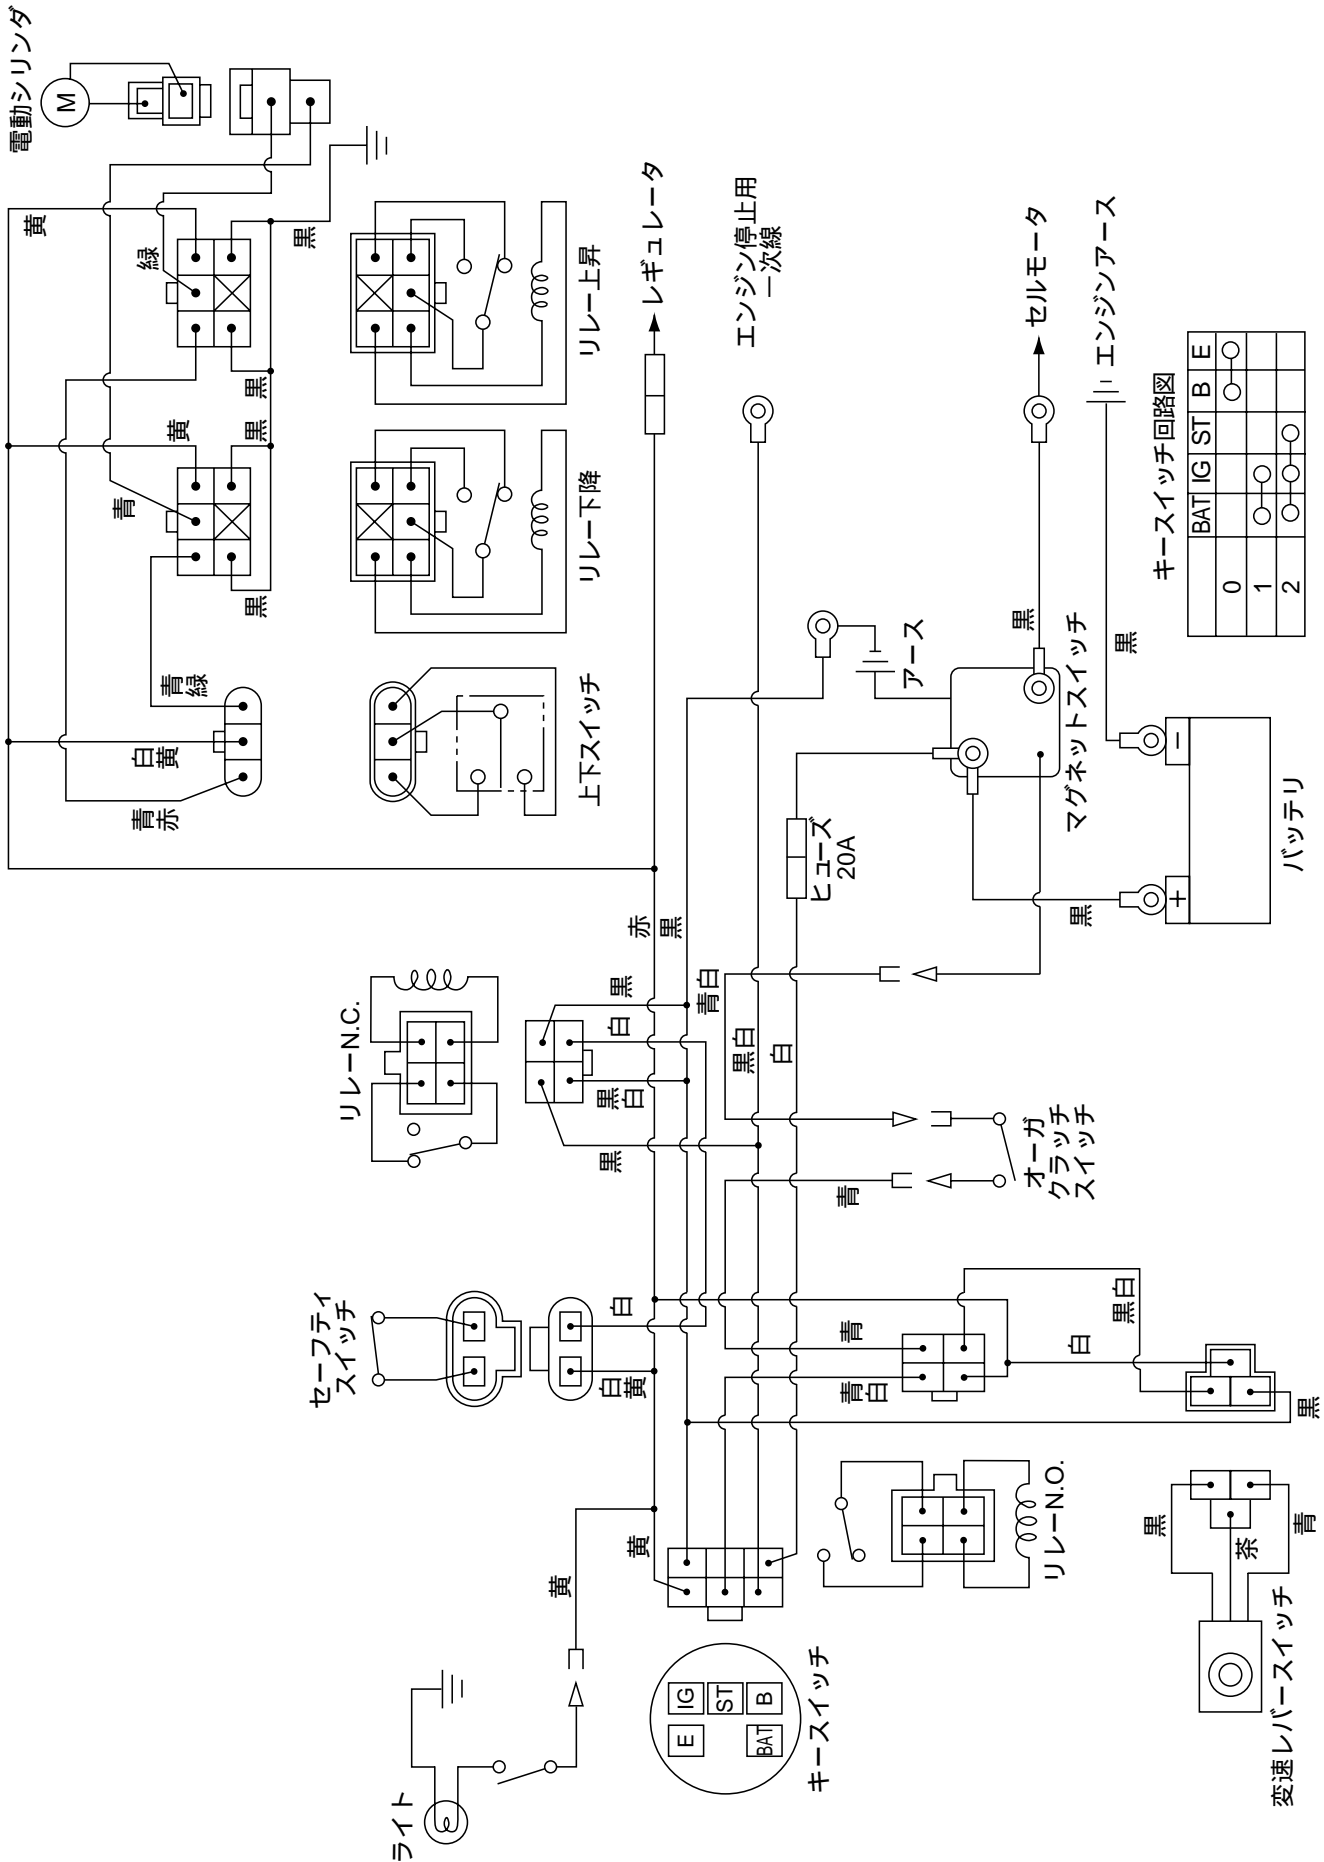 電動シリンダ
M
黄
緑
黒
黒
黄
黒
青
黒
青緑
白黄
青赤
リレー上昇
リレー下降
上下スイッチ
レギュレータ
エンジン停止用
一次線
セルモータ
エンジンアース
アース
黒
黒
マグネットスイッチ
ヒューズ
20A
黒
+
−
バッテリ
キースイッチ回路図
BAT IG ST B E
0
1
2
リレーN.C.
赤
黒
黒
白
黒白
黒
青白
黒白
白
青
オーガ
クラッチ
スイッチ
セーフティ
スイッチ
白
白黄
青
青白
黒白
白
黒
リレーN.O.
黄
黄
ライト
IG
ST
B
E
BAT
キースイッチ
黒
茶
青
変速レバースイッチ